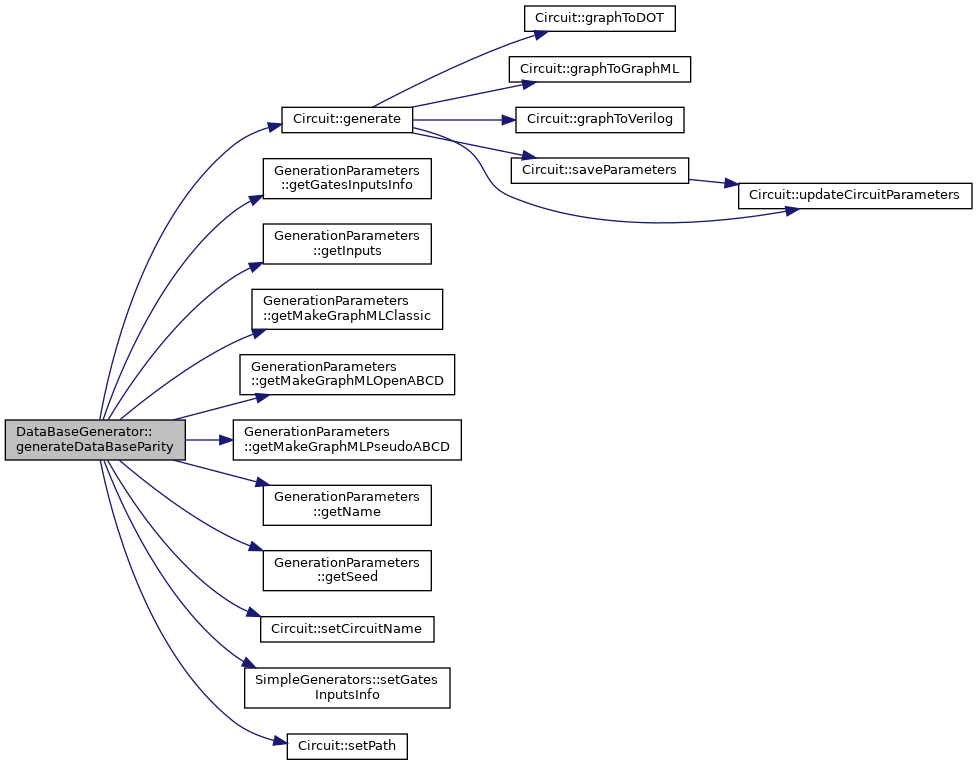 Circuit::graphToDOT
Circuit::graphToGraphML
Circuit::generate
Circuit::graphToVerilog
Circuit::saveParameters
Circuit::updateCircuitParameters
GenerationParameters
::getGatesInputsInfo
GenerationParameters
::getInputs
GenerationParameters
::getMakeGraphMLClassic
GenerationParameters
::getMakeGraphMLOpenABCD
DataBaseGenerator::
generateDataBaseParity
GenerationParameters
::getMakeGraphMLPseudoABCD
GenerationParameters
::getName
GenerationParameters
::getSeed
Circuit::setCircuitName
SimpleGenerators::setGates
InputsInfo
Circuit::setPath